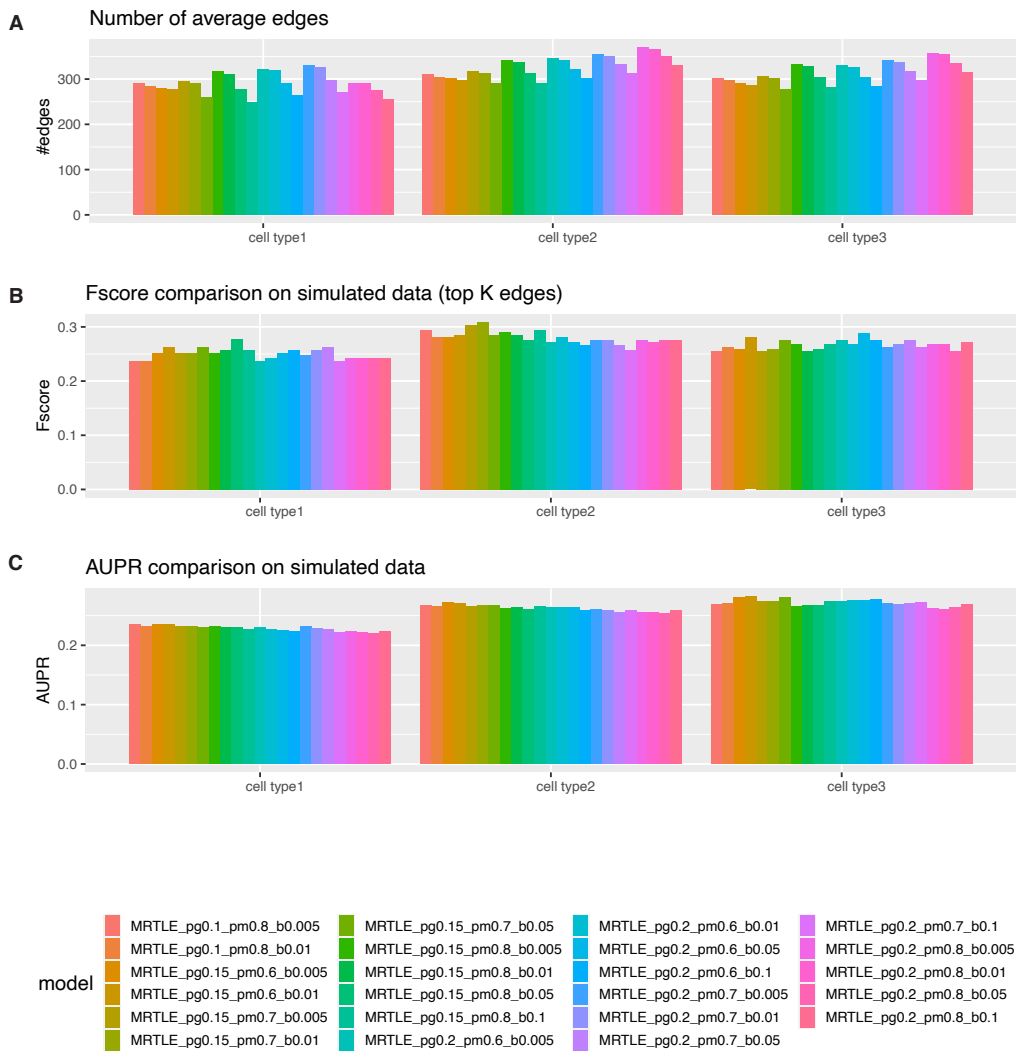 A
Number of average edges
#edges
300
200
100
0
cell type1 cell type2 cell type3
B
Fscore comparison on simulated data (top K edges)
Fscore
0.3
0.2
0.1
0.0
cell type1 cell type2 cell type3
C
AUPR comparison on simulated data
AUPR
0.2
0.1
0.0
cell type1 cell type2 cell type3
model
MRTLE_pg0.1_pm0.8_b0.005
MRTLE_pg0.1_pm0.8_b0.01
MRTLE_pg0.15_pm0.6_b0.005
MRTLE_pg0.15_pm0.6_b0.01
MRTLE_pg0.15_pm0.7_b0.005
MRTLE_pg0.15_pm0.7_b0.01
MRTLE_pg0.15_pm0.7_b0.05
MRTLE_pg0.15_pm0.8_b0.005
MRTLE_pg0.15_pm0.8_b0.01
MRTLE_pg0.15_pm0.8_b0.05
MRTLE_pg0.15_pm0.8_b0.1
MRTLE_pg0.2_pm0.6_b0.005
MRTLE_pg0.2_pm0.6_b0.01
MRTLE_pg0.2_pm0.6_b0.05
MRTLE_pg0.2_pm0.6_b0.1
MRTLE_pg0.2_pm0.7_b0.005
MRTLE_pg0.2_pm0.7_b0.01
MRTLE_pg0.2_pm0.7_b0.05
MRTLE_pg0.2_pm0.7_b0.1
MRTLE_pg0.2_pm0.8_b0.005
MRTLE_pg0.2_pm0.8_b0.01
MRTLE_pg0.2_pm0.8_b0.05
MRTLE_pg0.2_pm0.8_b0.1